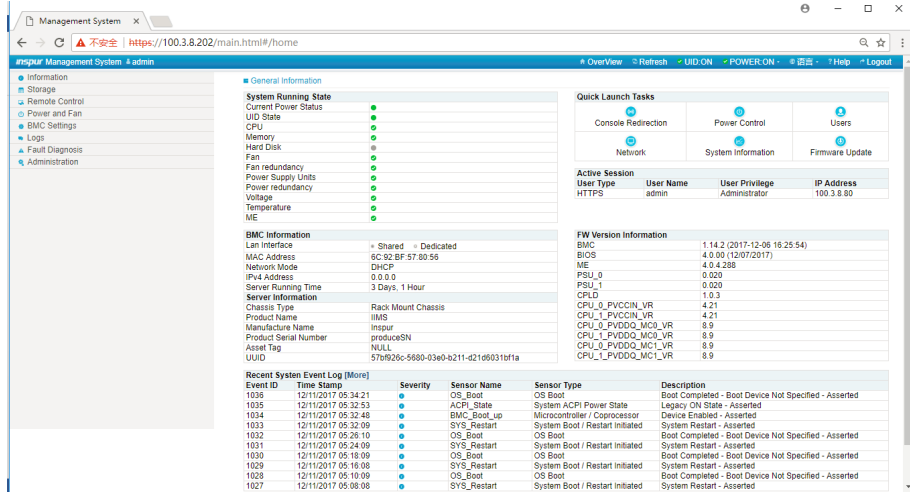 Management System
不安全 | https://100.3.8.202/main.html#/home
inspur Management System admin OverView Refresh UID:ON POWER:ON 语言 ? Help Logout
Information
Storage
Remote Control
Power and Fan
BMC Settings
Logs
Fault Diagnosis
Administration
General Information
System Running State
Current Power Status
UID State
CPU
Memory
Hard Disk
Fan
Fan redundancy
Power Supply Units
Power redundancy
Voltage
Temperature
ME
Quick Launch Tasks
Console Redirection Power Control Users
Network System Information Firmware Update
Active Session
User Type User Name User Privilege IP Address
HTTPS admin Administrator 100.3.8.80
BMC Information
Lan Interface Shared Dedicated
MAC Address 6C:92:BF:57:80:56
Network Mode DHCP
IPv4 Address 0.0.0.0
Server Running Time 3 Days, 1 Hour
Server Information
Chassis Type Rack Mount Chassis
Product Name IIMS
Manufacture Name Inspur
Product Serial Number produceSN
Asset Tag NULL
UUID 57bf926c-5680-03e0-b211-d21d6031bf1a
FW Version Information
BMC 1.14.2 (2017-12-06 16:25:54)
BIOS 4.0.00 (12/07/2017)
ME 4.0.4.288
PSU_0 0.020
PSU_1 0.020
CPLD 1.0.3
CPU_0_PVCCIN_VR 4.21
CPU_1_PVCCIN_VR 4.21
CPU_0_PVDDQ_MC0_VR 8.9
CPU_1_PVDDQ_MC0_VR 8.9
CPU_0_PVDDQ_MC1_VR 8.9
CPU_1_PVDDQ_MC1_VR 8.9
Recent Systen Event Log [More]
Event ID Time Stamp Severity Sensor Name Sensor Type Description
1036 12/11/2017 05:34:21 OS_Boot OS Boot Boot Completed - Boot Device Not Specified - Asserted
1035 12/11/2017 05:32:53 ACPI_State System ACPI Power State Legacy ON State - Asserted
1034 12/11/2017 05:32:48 BMC_Boot_up Microcontroller / Coprocessor Device Enabled - Asserted
1033 12/11/2017 05:32:09 SYS_Restart System Boot / Restart Initiated System Restart - Asserted
1032 12/11/2017 05:26:10 OS_Boot OS Boot Boot Completed - Boot Device Not Specified - Asserted
1031 12/11/2017 05:24:09 SYS_Restart System Boot / Restart Initiated System Restart - Asserted
1030 12/11/2017 05:18:09 OS_Boot OS Boot Boot Completed - Boot Device Not Specified - Asserted
1029 12/11/2017 05:16:08 SYS_Restart System Boot / Restart Initiated System Restart - Asserted
1028 12/11/2017 05:10:09 OS_Boot OS Boot Boot Completed - Boot Device Not Specified - Asserted
1027 12/11/2017 05:08:08 SYS_Restart System Boot / Restart Initiated System Restart - Asserted